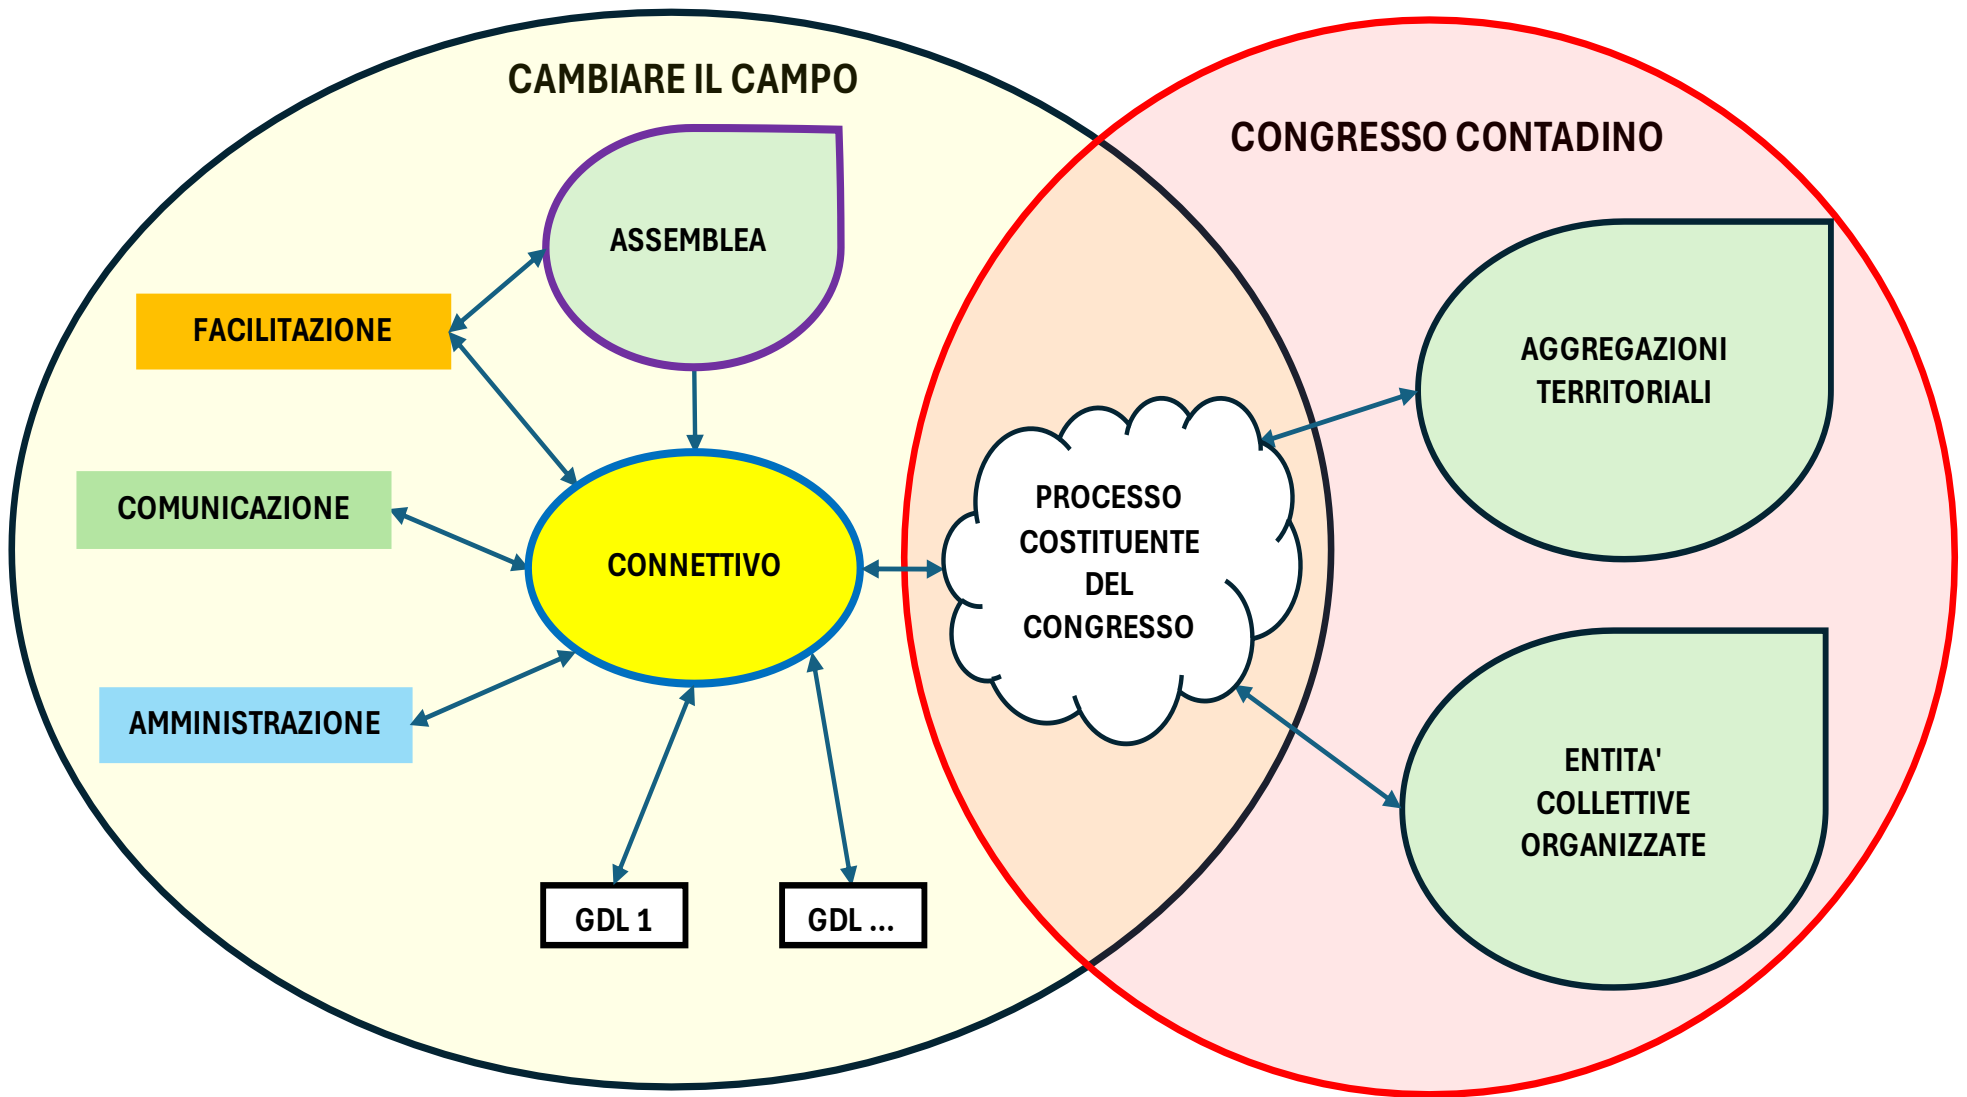 CAMBIARE IL CAMPO
CONGRESSO CONTADINO
ASSEMBLEA
FACILITAZIONE
AGGREGAZIONI
TERRITORIALI
COMUNICAZIONE
CONNETTIVO
PROCESSO
COSTITUENTE
DEL
CONGRESSO
AMMINISTRAZIONE
ENTITA'
COLLETTIVE
ORGANIZZATE
GDL 1
GDL ...